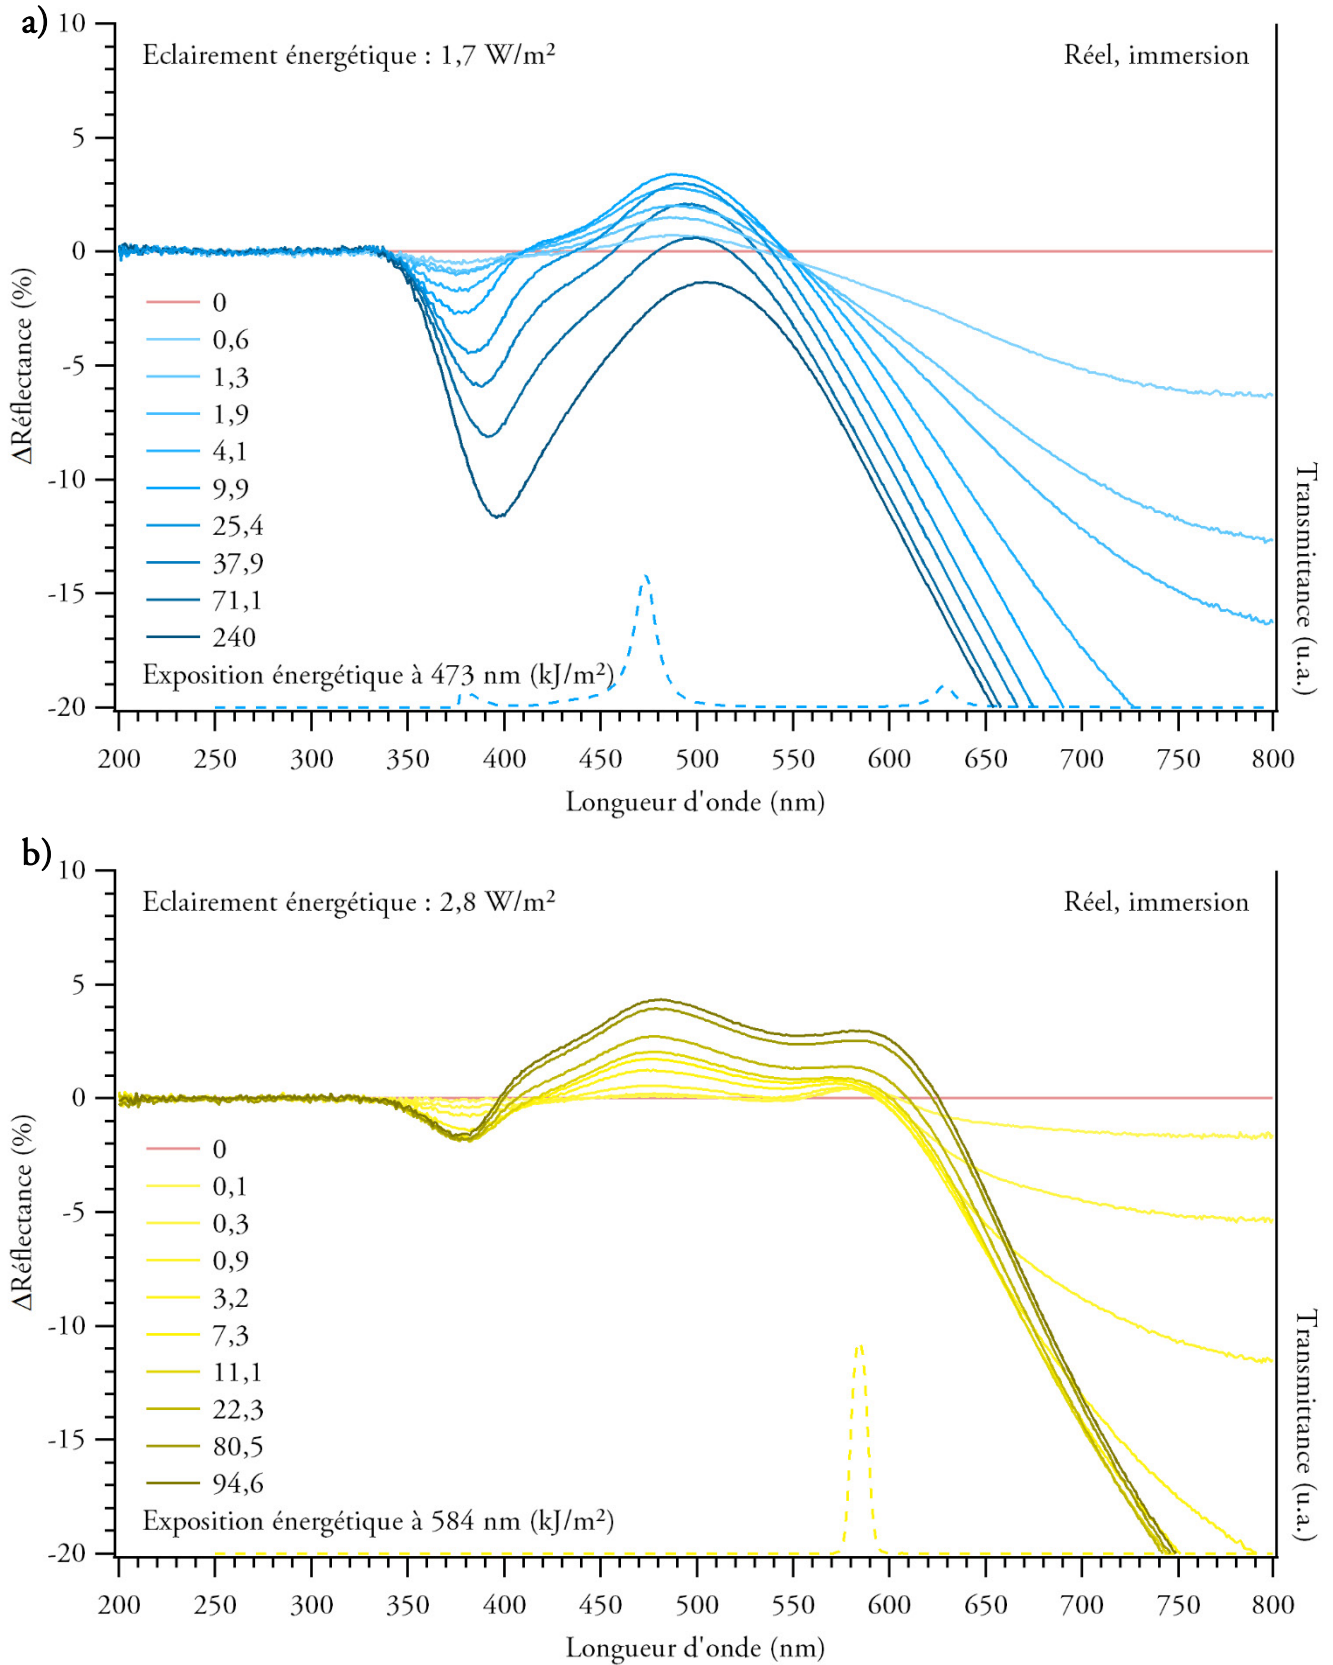 a)
Eclairement énergétique : 1,7 W/m²
Réel, immersion
10
5
0
-5
-10
-15
-20
ΔRéflectance (%)
0
0,6
1,3
1,9
4,1
9,9
25,4
37,9
71,1
240
Exposition énergétique à 473 nm (kJ/m²)
Transmittance (u.a.)
200 250 300 350 400 450 500 550 600 650 700 750 800
Longueur d'onde (nm)
b)
Eclairement énergétique : 2,8 W/m²
Réel, immersion
10
5
0
-5
-10
-15
-20
ΔRéflectance (%)
0
0,1
0,3
0,9
3,2
7,3
11,1
22,3
80,5
94,6
Exposition énergétique à 584 nm (kJ/m²)
Transmittance (u.a.)
200 250 300 350 400 450 500 550 600 650 700 750 800
Longueur d'onde (nm)